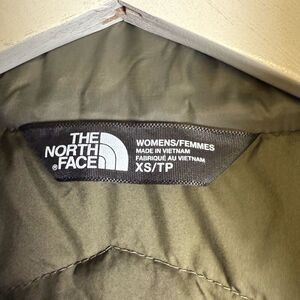 THE
NORTH
FACE
WOMENS/FEMMES
MADE IN VIETNAM
FABRIQUÉ AU VIETNAM
XS/TP